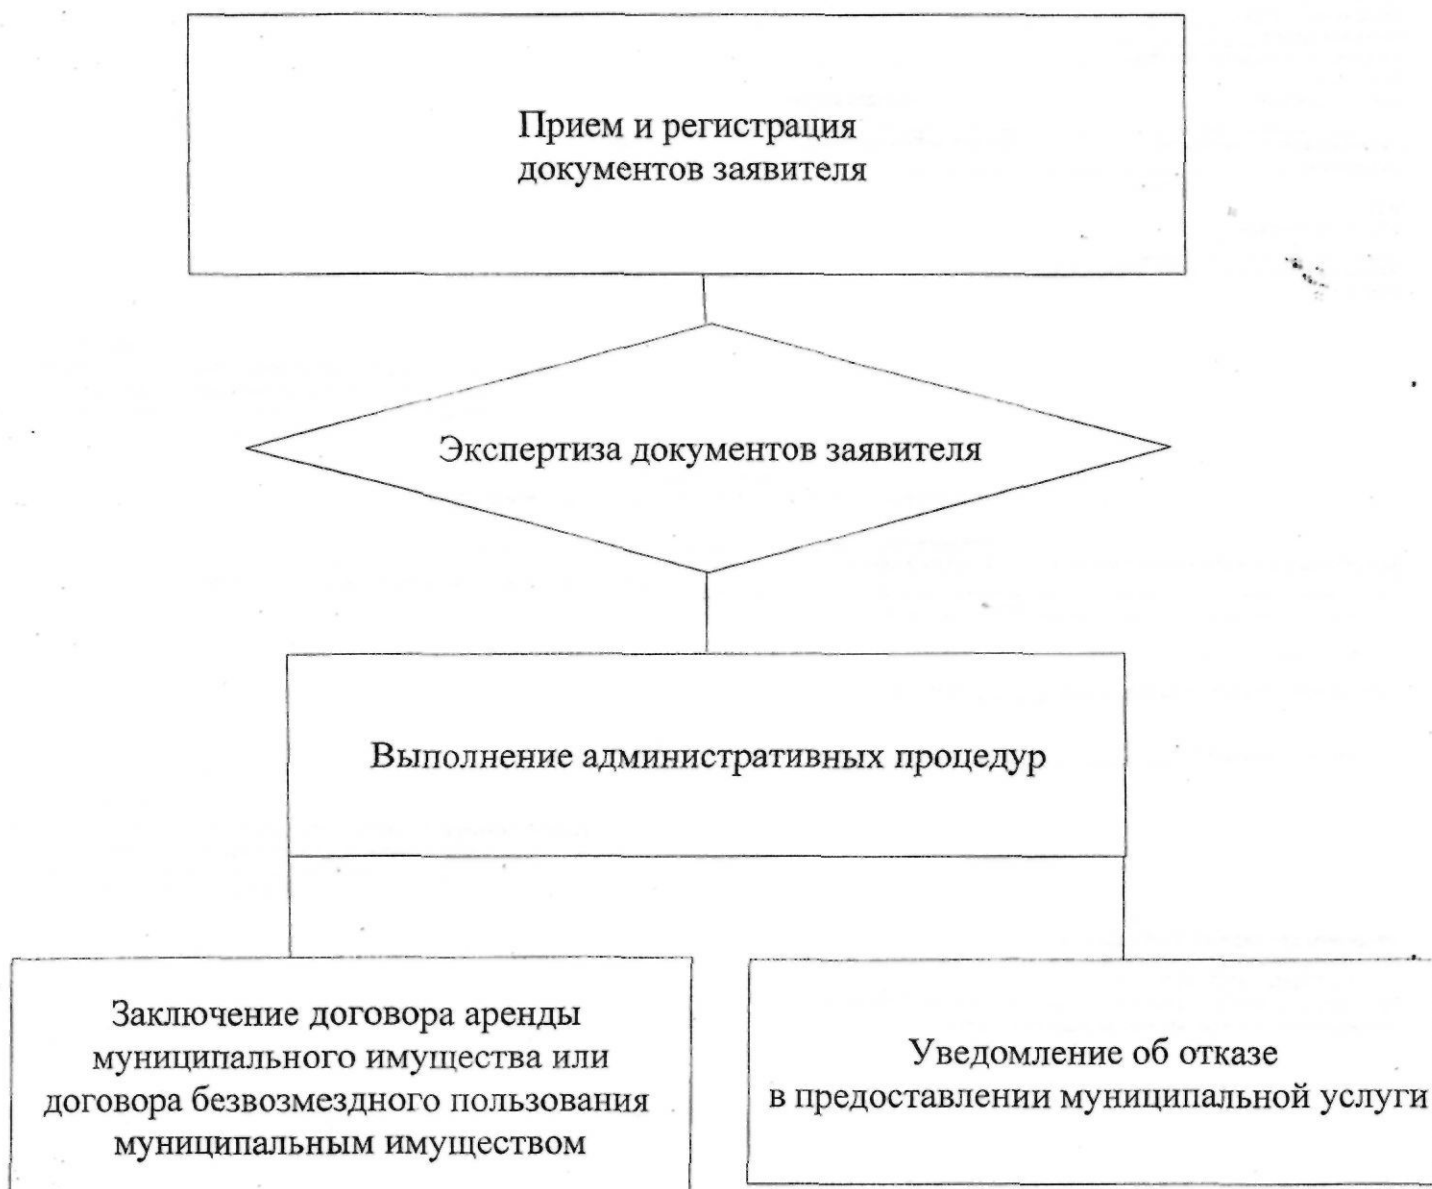 Прием и регистрация
документов заявителя
Экспертиза документов заявителя
Выполнение административных процедур
Заключение договора аренды
муниципального имущества или
договора безвозмездного пользования
муниципальным имуществом
Уведомление об отказе
в предоставлении муниципальной услуги